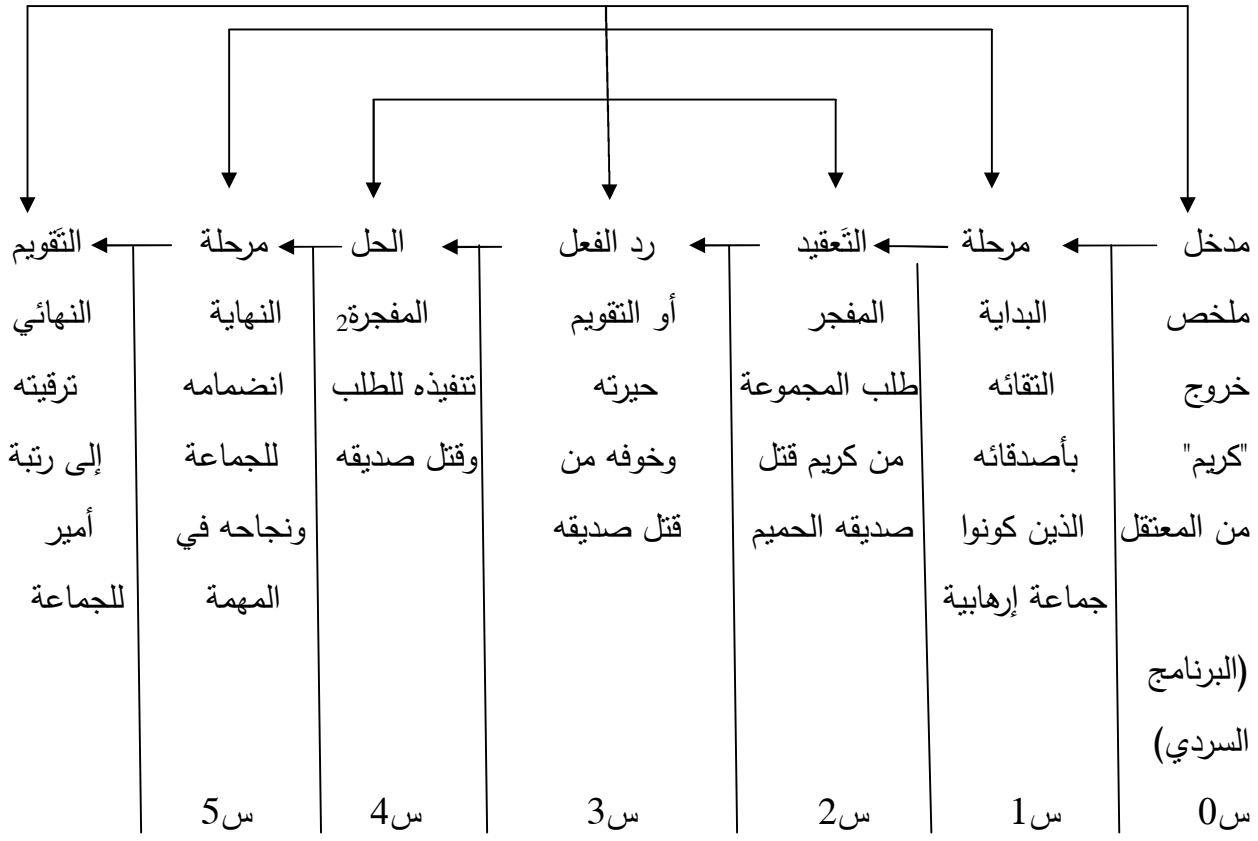 مدخل
ملخص
خروج
"كريم"
من المعتقل
(البرنامج
السردي)
س0
مرحلة
البداية
التقائه
بأصدقائه
الذين كونوا
جماعة إرهابية
س1
التَعقيد
المفجر
طلب المجموعة
من كريم قتل
صديقه الحميم
س2
رد الفعل
أو التقويم
حيرته
وخوفه من
قتل صديقه
س3
الحل
المفجرة2
تنفيذه للطلب
وقتل صديقه
س4
مرحلة
النهاية
انضمامه
للجماعة
ونجاحه في
المهمة
س5
التَقويم
النهائي
ترقيته
إلى رتبة
أمير
للجماعة